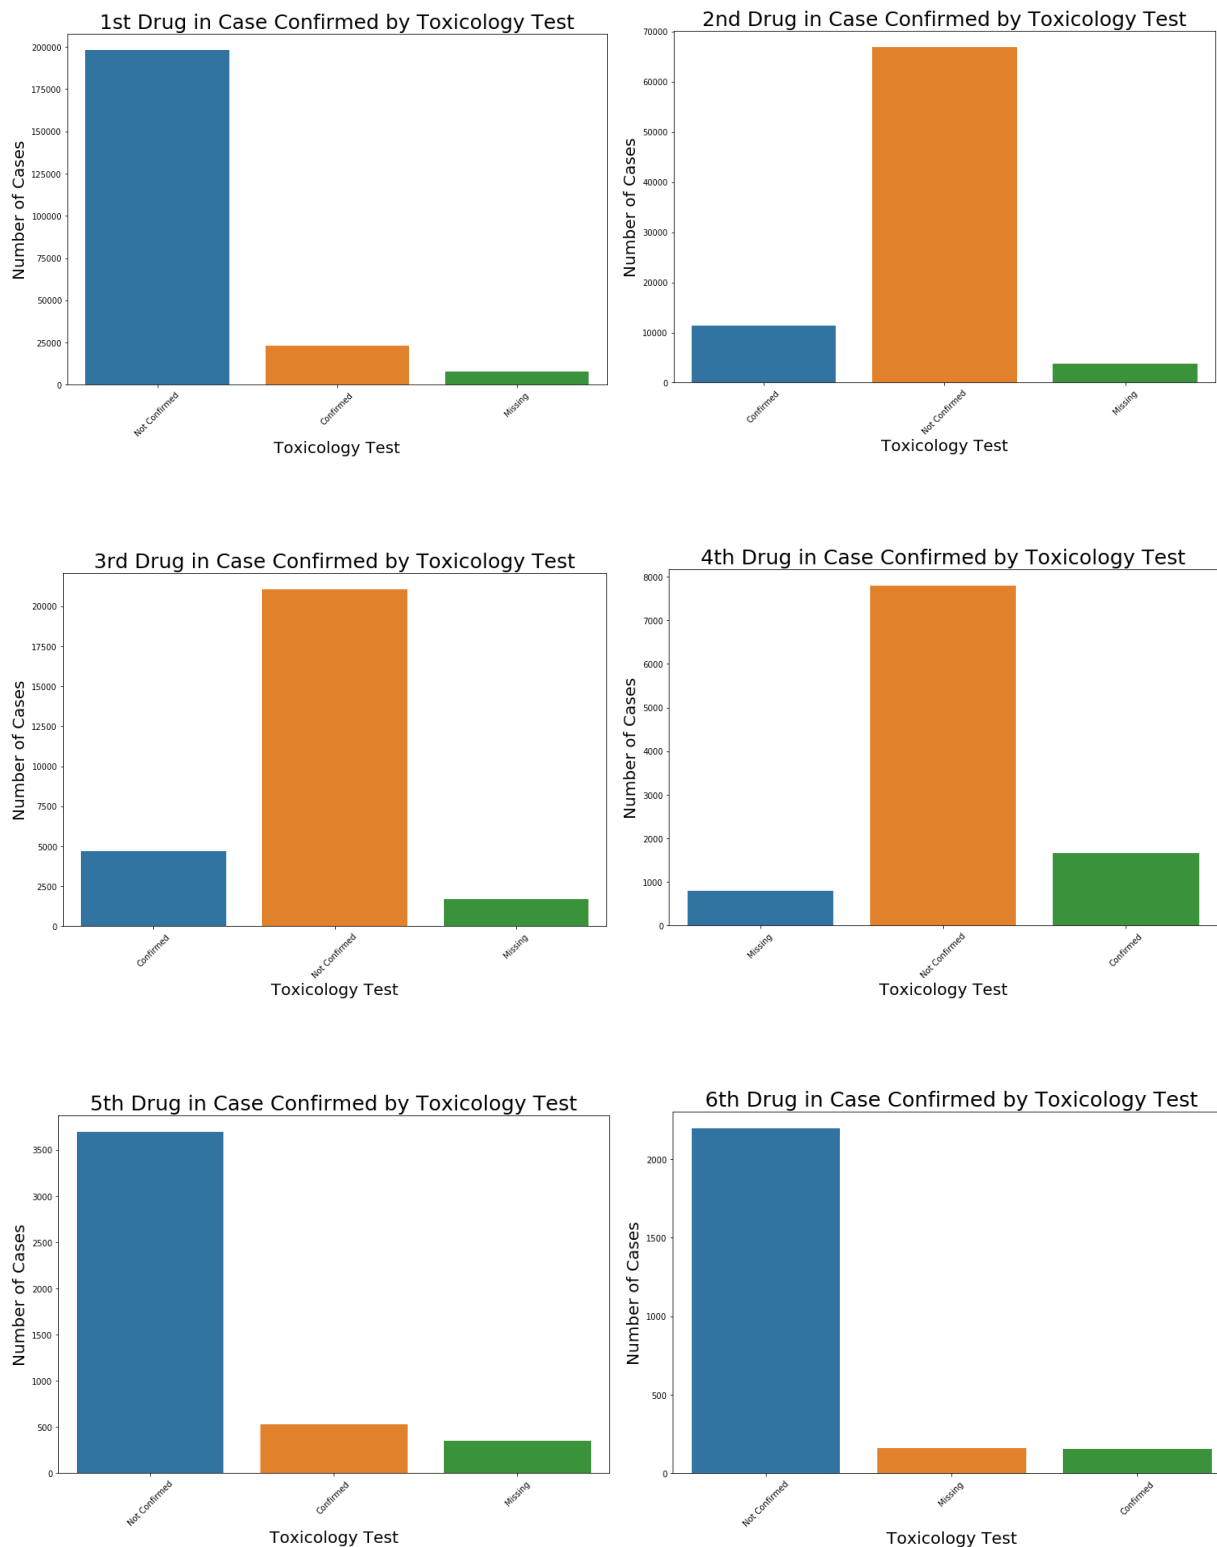 1st Drug in Case Confirmed by Toxicology Test
Number of Cases
200000
175000
150000
125000
100000
75000
50000
25000
0
Not Confirmed
Confirmed
Missing
Toxicology Test
2nd Drug in Case Confirmed by Toxicology Test
Number of Cases
70000
60000
50000
40000
30000
20000
10000
0
Confirmed
Not Confirmed
Missing
Toxicology Test
3rd Drug in Case Confirmed by Toxicology Test
Number of Cases
20000
17500
15000
12500
10000
7500
5000
2500
0
Confirmed
Not Confirmed
Missing
Toxicology Test
4th Drug in Case Confirmed by Toxicology Test
Number of Cases
8000
7000
6000
5000
4000
3000
2000
1000
0
Missing
Not Confirmed
Confirmed
Toxicology Test
5th Drug in Case Confirmed by Toxicology Test
Number of Cases
3500
3000
2500
2000
1500
1000
500
0
Not Confirmed
Confirmed
Missing
Toxicology Test
6th Drug in Case Confirmed by Toxicology Test
Number of Cases
2000
1500
1000
500
0
Not Confirmed
Missing
Confirmed
Toxicology Test